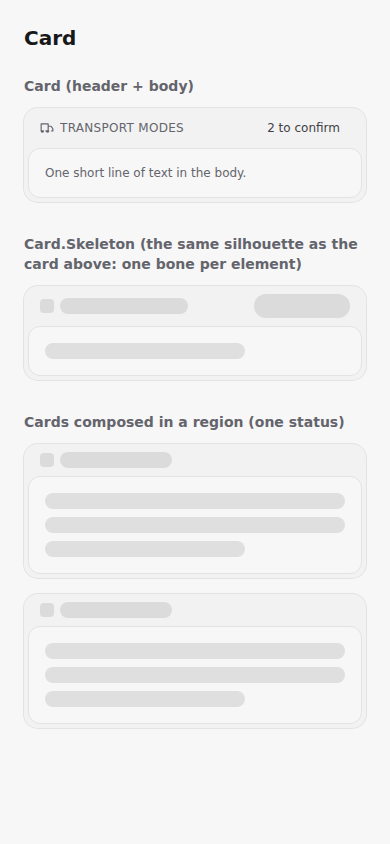 Card
Card (header + body)
TRANSPORT MODES 2 to confirm
One short line of text in the body.
Card.Skeleton (the same silhouette as the
card above: one bone per element)
Cards composed in a region (one status)